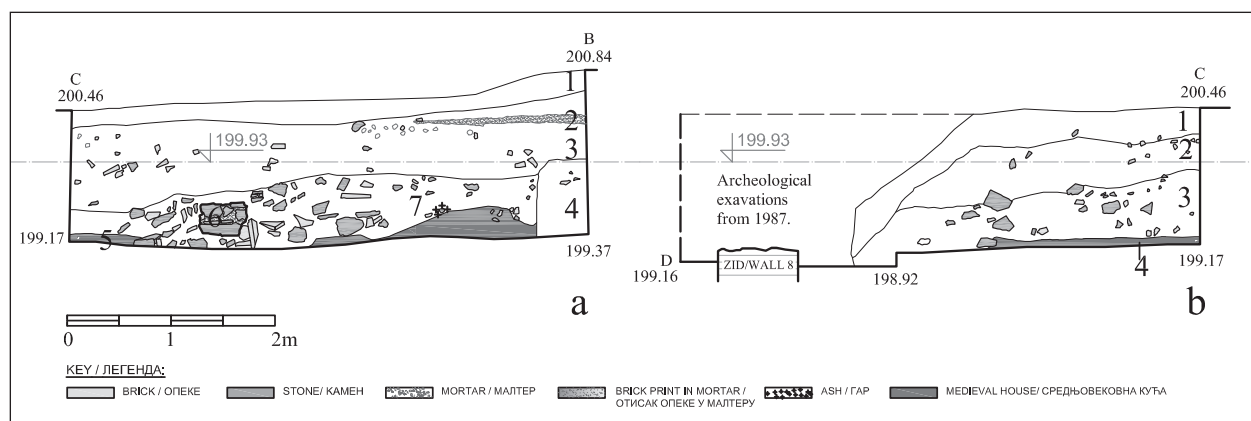 B
200.84
C
200.46
1
2
199.93
3
7
4
6
5
199.17
199.37
a
0 1 2m
C
200.46
1
199.93
2
Archeological
exavations
from 1987.
3
D
199.16
ZID/WALL 8
198.92
4
199.17
b
KEY / ЛЕГЕНДА:
BRICK / ОПЕКЕ
STONE/ КАМЕН
MORTAR / МАЛТЕР
BRICK PRINT IN MORTAR /
ОТИСАК ОПЕКЕ У МАЛТЕРУ
ASH / ГАР
MEDIEVAL HOUSE/ СРЕДЊОВЕКОВНА КУЋА